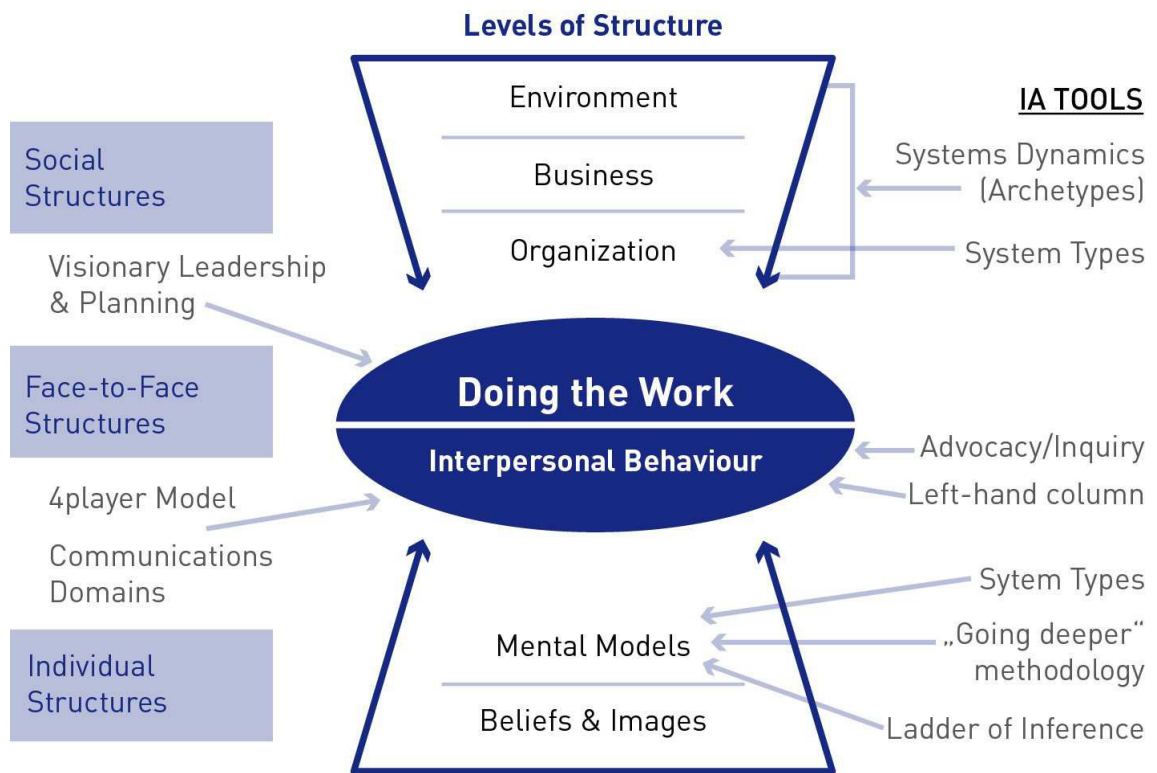 Levels of Structure
Environment
Business
Organization
Social
Structures
Visionary Leadership
& Planning
Face-to-Face
Structures
4player Model
Communications
Domains
Individual
Structures
Doing the Work
Interpersonal Behaviour
Mental Models
Beliefs & Images
IA TOOLS
Systems Dynamics
(Archetypes)
System Types
Advocacy/Inquiry
Left-hand column
Sytem Types
„Going deeper“
methodology
Ladder of Inference